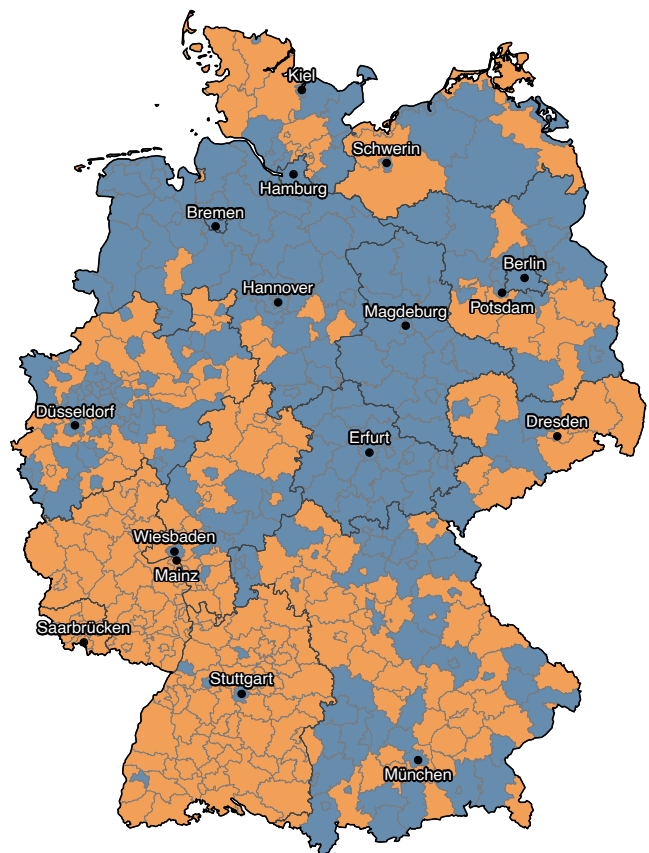 Kiel
Schwerin
Hamburg
Bremen
Berlin
Hannover
Potsdam
Magdeburg
Düsseldorf
Dresden
Erfurt
Wiesbaden
Mainz
Saarbrücken
Stuttgart
München